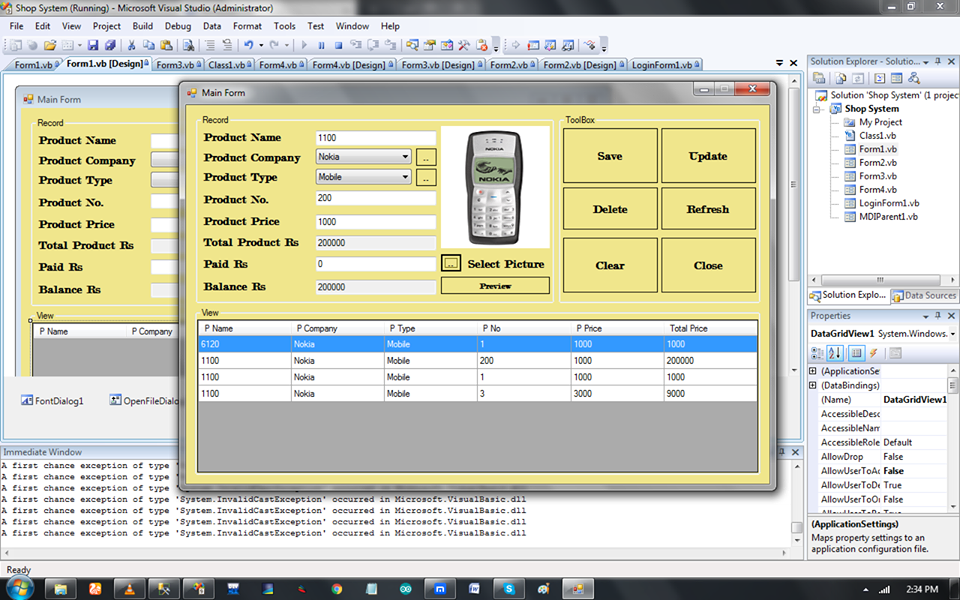 Shop System (Running) - Microsoft Visual Studio (Administrator)
File Edit View Project Build Debug Data Format Tools Test Window Help
Form1.vb Form1.vb [Design] Form3.vb Class1.vb Form4.vb Form4.vb [Design] Form3.vb [Design] Form2.vb Form2.vb [Design] LoginForm1.vb
Main Form
Record
Product Name
Product Company
Product Type
Product No.
Product Price
Total Product Rs
Paid Rs
Balance Rs
View
P Name P Company
FontDialog1 OpenFileDialo
Main Form
Record
Product Name 1100
Product Company Nokia ..
Product Type Mobile ..
Product No. 200
Product Price 1000
Total Product Rs 200000
Paid Rs 0 ... Select Picture
Balance Rs 200000 Preview
NOKIA
NOKIA
ToolBox
Save Update
Delete Refresh
Clear Close
View
P Name P Company P Type P No P Price Total Price
6120 Nokia Mobile 1 1000 1000
1100 Nokia Mobile 200 1000 200000
1100 Nokia Mobile 1 1000 1000
1100 Nokia Mobile 3 3000 9000
Immediate Window
A first chance exception of type '
A first chance exception of type '
A first chance exception of type '
A first chance exception of type 'System.InvalidCastException' occurred in Microsoft.VisualBasic.dll
A first chance exception of type 'System.InvalidCastException' occurred in Microsoft.VisualBasic.dll
A first chance exception of type 'System.InvalidCastException' occurred in Microsoft.VisualBasic.dll
A first chance exception of type 'System.InvalidCastException' occurred in Microsoft.VisualBasic.dll
Solution Explorer - Solutio...
Solution 'Shop System' (1 projec
Shop System
My Project
Class1.vb
Form1.vb
Form2.vb
Form3.vb
Form4.vb
LoginForm1.vb
MDIParent1.vb
Solution Explo... Data Sources
Properties
DataGridView1 System.Windows.
(ApplicationSe
(DataBindings)
(Name) DataGridView1
AccessibleDesc
AccessibleNam
AccessibleRole Default
AllowDrop False
AllowUserToAd False
AllowUserToDe True
AllowUserToOr False
(ApplicationSettings)
Maps property settings to an
application configuration file.
Ready
2:34 PM